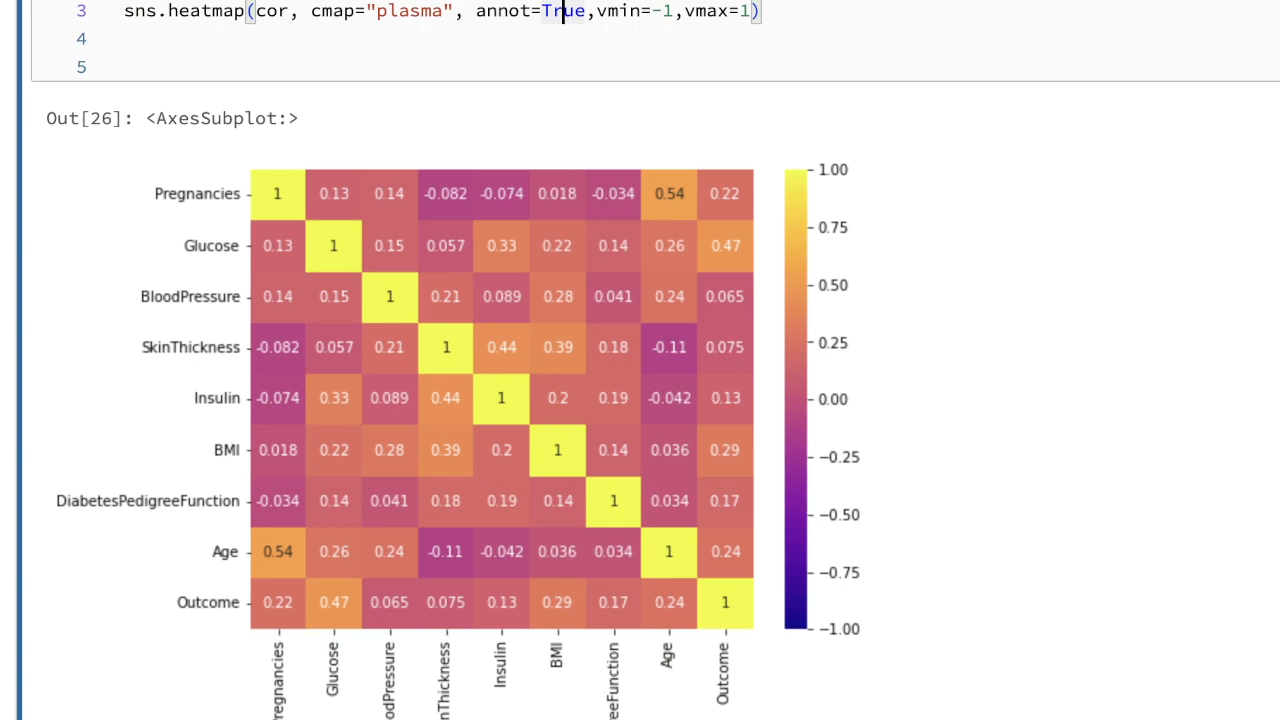 3 sns.heatmap(cor, cmap="plasma", annot=True,vmin=-1,vmax=1)
4
5
Out[26]: <AxesSubplot:>
Pregnancies 1 0.13 0.14 -0.082 -0.074 0.018 -0.034 0.54 0.22
Glucose 0.13 1 0.15 0.057 0.33 0.22 0.14 0.26 0.47
BloodPressure 0.14 0.15 1 0.21 0.089 0.28 0.041 0.24 0.065
SkinThickness -0.082 0.057 0.21 1 0.44 0.39 0.18 -0.11 0.075
Insulin -0.074 0.33 0.089 0.44 1 0.2 0.19 -0.042 0.13
BMI 0.018 0.22 0.28 0.39 0.2 1 0.14 0.036 0.29
DiabetesPedigreeFunction -0.034 0.14 0.041 0.18 0.19 0.14 1 0.034 0.17
Age 0.54 0.26 0.24 -0.11 -0.042 0.036 0.034 1 0.24
Outcome 0.22 0.47 0.065 0.075 0.13 0.29 0.17 0.24 1
1.00
0.75
0.50
0.25
0.00
−0.25
−0.50
−0.75
−1.00
regnancies
Glucose
odPressure
nThickness
Insulin
BMI
eeFunction
Age
Outcome